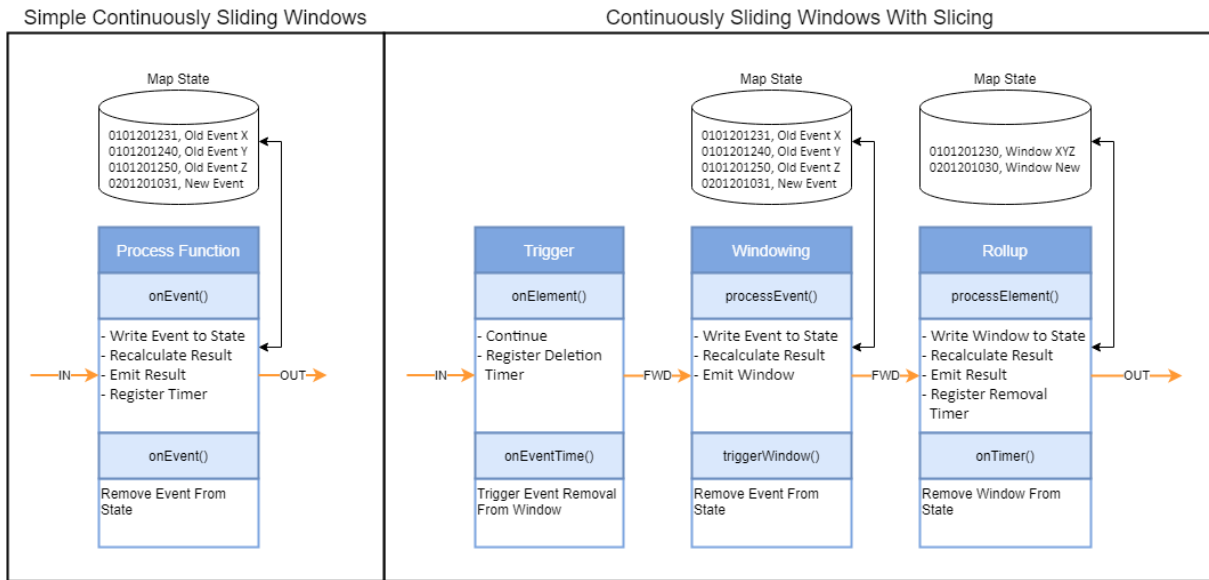 Simple Continuously Sliding Windows
Map State
0101201231, Old Event X
0101201240, Old Event Y
0101201250, Old Event Z
0201201031, New Event
Process Function
onEvent()
- Write Event to State
- Recalculate Result
- Emit Result
- Register Timer
IN
OUT
onEvent()
Remove Event From
State
Continuously Sliding Windows With Slicing
Trigger
onElement()
- Continue
- Register Deletion
Timer
IN
FWD
onEventTime()
Trigger Event Removal
From Window
Map State
0101201231, Old Event X
0101201240, Old Event Y
0101201250, Old Event Z
0201201031, New Event
Windowing
processEvent()
- Write Event to State
- Recalculate Result
- Emit Window
FWD
triggerWindow()
Remove Event From
State
Map State
0101201230, Window XYZ
0201201030, Window New
Rollup
processElement()
- Write Window to State
- Recalculate Result
- Emit Result
- Register Removal
Timer
OUT
onTimer()
Remove Window From
State